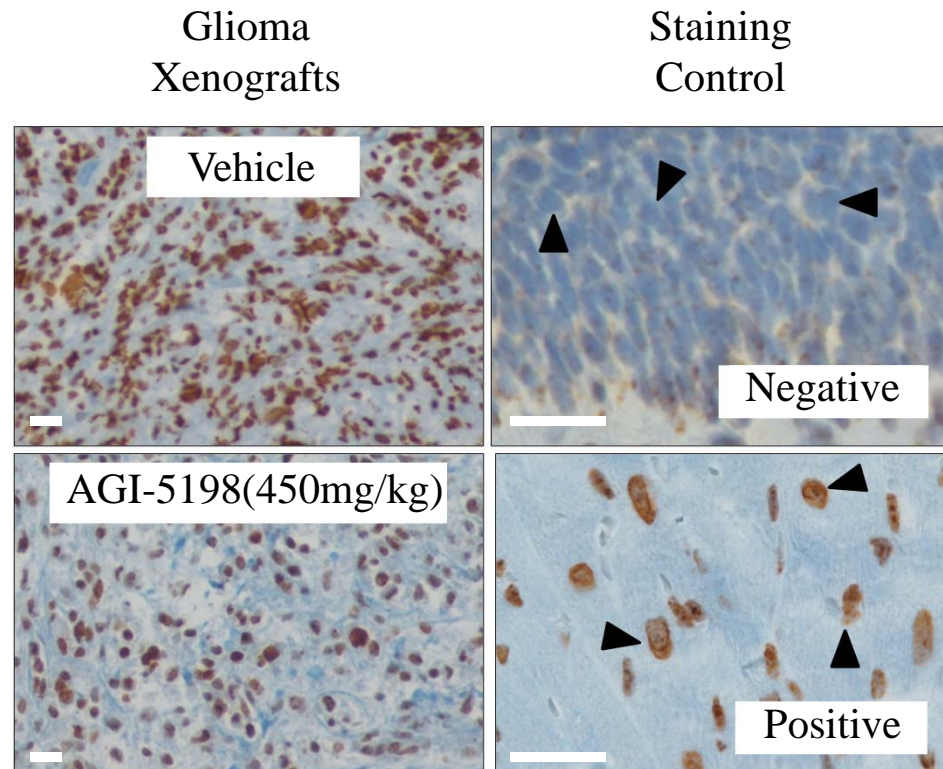 Glioma
Xenografts
Staining
Control
Vehicle
Negative
AGI-5198(450mg/kg)
Positive